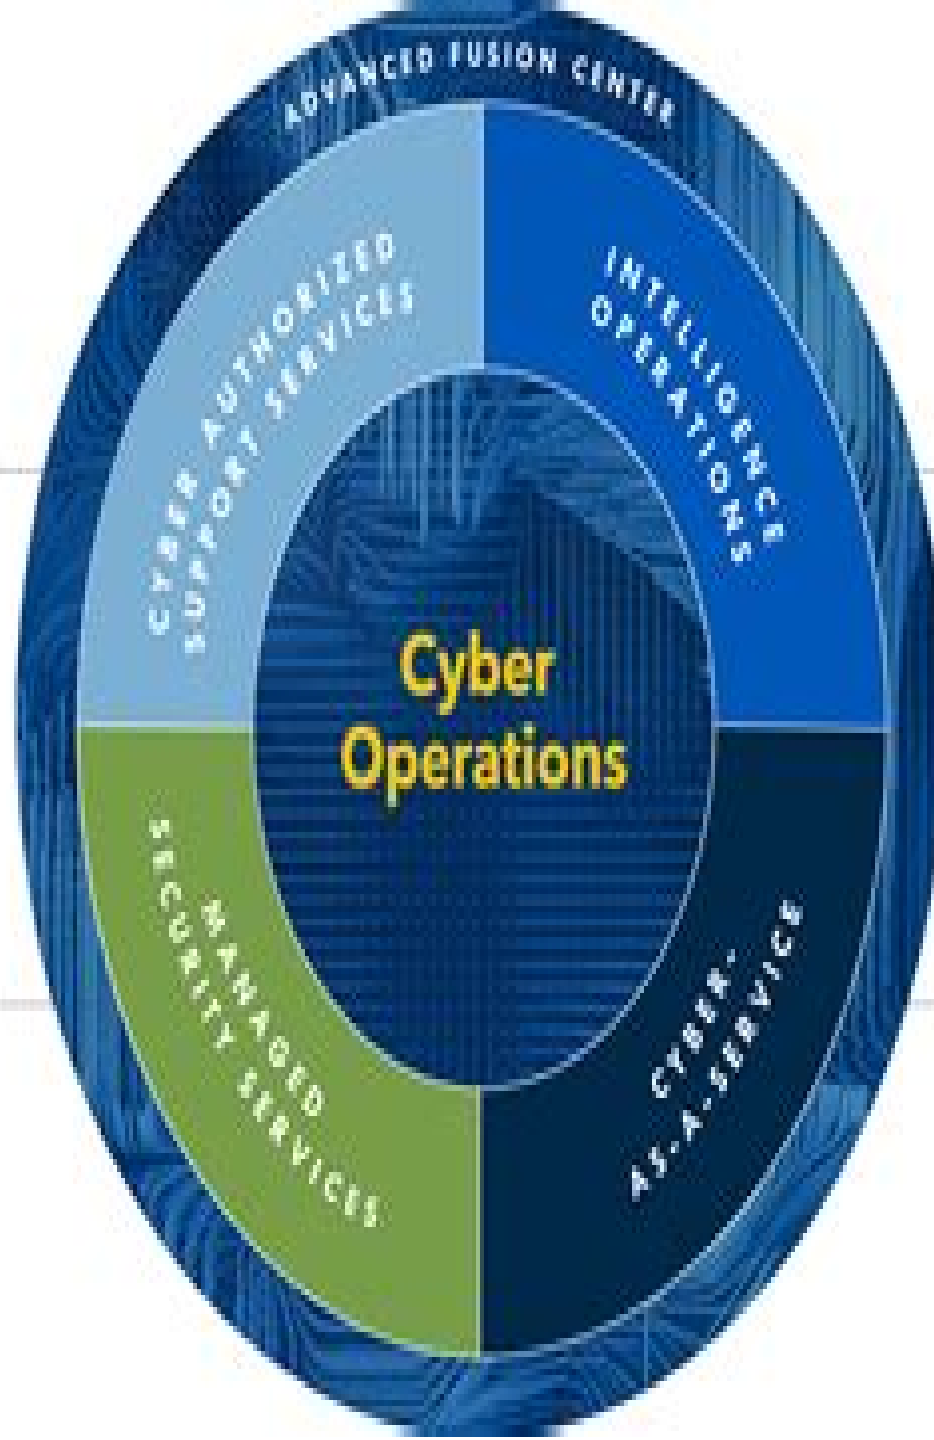 ADVANCED FUSION CENTER
CYBER AUTHORIZED
SUPPORT SERVICES
INTELLIGENCE
OPERATIONS
Cyber
Operations
MANAGED
SECURITY SERVICES
CYBER-
AS-A-SERVICE